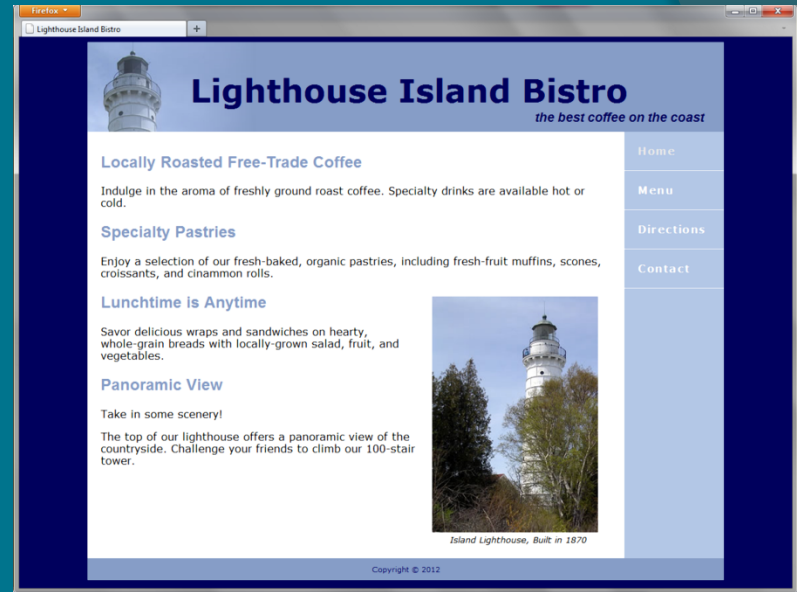 Firefox
Lighthouse Island Bistro
Lighthouse Island Bistro
the best coffee on the coast
Home
Menu
Directions
Contact
Locally Roasted Free-Trade Coffee
Indulge in the aroma of freshly ground roast coffee. Specialty drinks are available hot or
cold.
Specialty Pastries
Enjoy a selection of our fresh-baked, organic pastries, including fresh-fruit muffins, scones,
croissants, and cinammon rolls.
Lunchtime is Anytime
Savor delicious wraps and sandwiches on hearty,
whole-grain breads with locally-grown salad, fruit, and
vegetables.
Panoramic View
Take in some scenery!
The top of our lighthouse offers a panoramic view of the
countryside. Challenge your friends to climb our 100-stair
tower.
Island Lighthouse, Built in 1870
Copyright © 2012